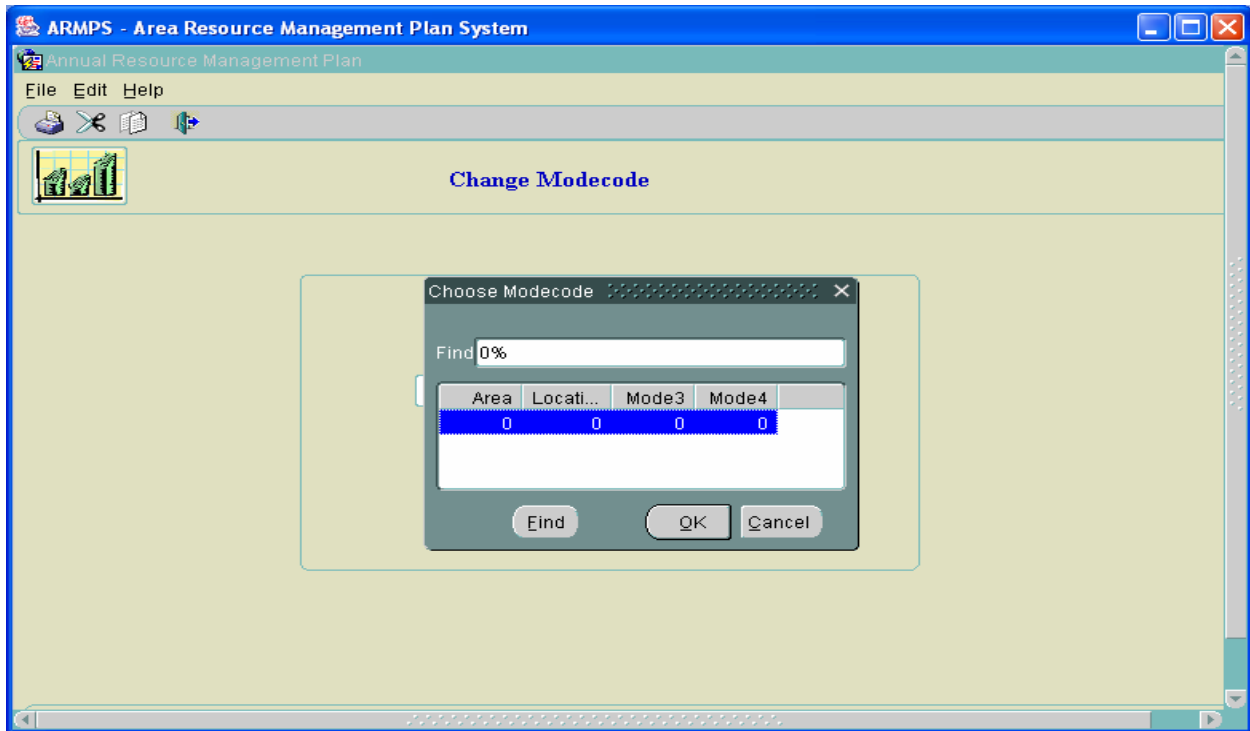 ARMPS - Area Resource Management Plan System
Annual Resource Management Plan
File Edit Help
Change Modecode
Choose Modecode
Find 0%
Area Locati... Mode3 Mode4
0 0 0 0
Find OK Cancel